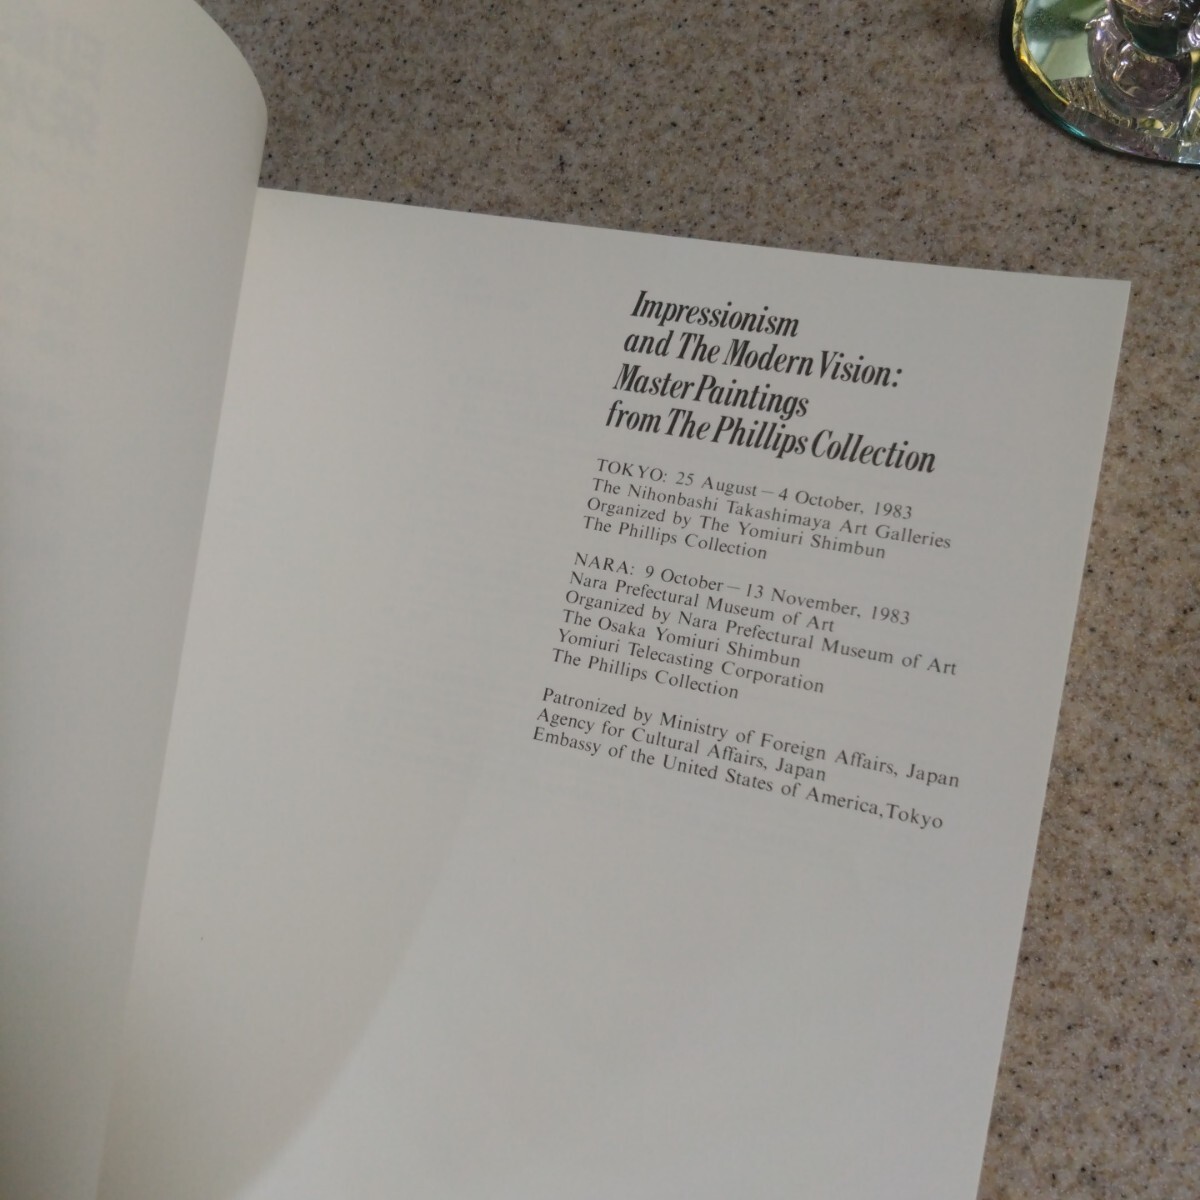 Impressionism
and The Modern Vision:
Master Paintings
from The Phillips Collection
TOKYO: 25 August – 4 October, 1983
The Nihonbashi Takashimaya Art Galleries
Organized by The Yomiuri Shimbun
The Phillips Collection
NARA: 9 October – 13 November, 1983
Nara Prefectural Museum of Art
Organized by Nara Prefectural Museum of Art
The Osaka Yomiuri Shimbun
Yomiuri Telecasting Corporation
The Phillips Collection
Patronized by Ministry of Foreign Affairs, Japan
Agency for Cultural Affairs, Japan
Embassy of the United States of America, Tokyo